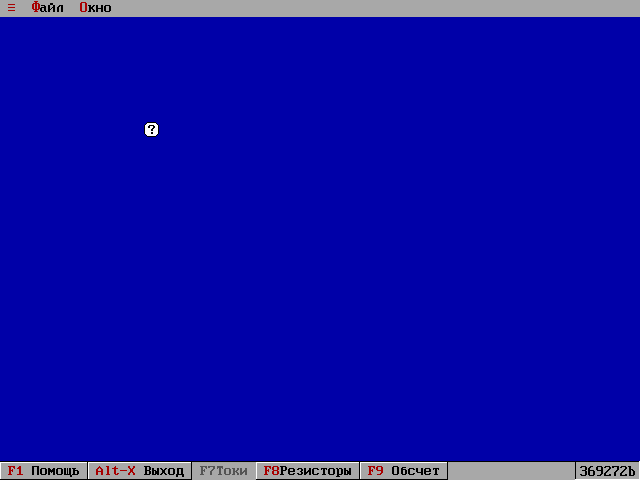 ≡ Файл Окно
?
F1 Помощь Alt-X Выход F7Токи F8Резисторы F9 Обсчет 369272b